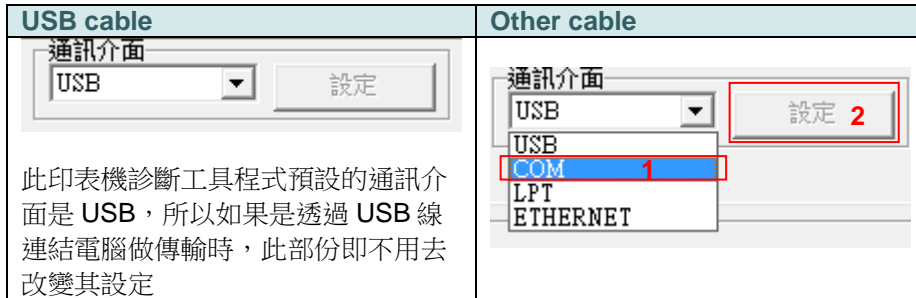 USB cable
通訊介面
USB
設定
此印表機診斷工具程式預設的通訊介
面是 USB，所以如果是透過 USB 線
連結電腦做傳輸時，此部份即不用去
改變其設定
Other cable
通訊介面
USB
設定 2
USB
COM 1
LPT
ETHERNET